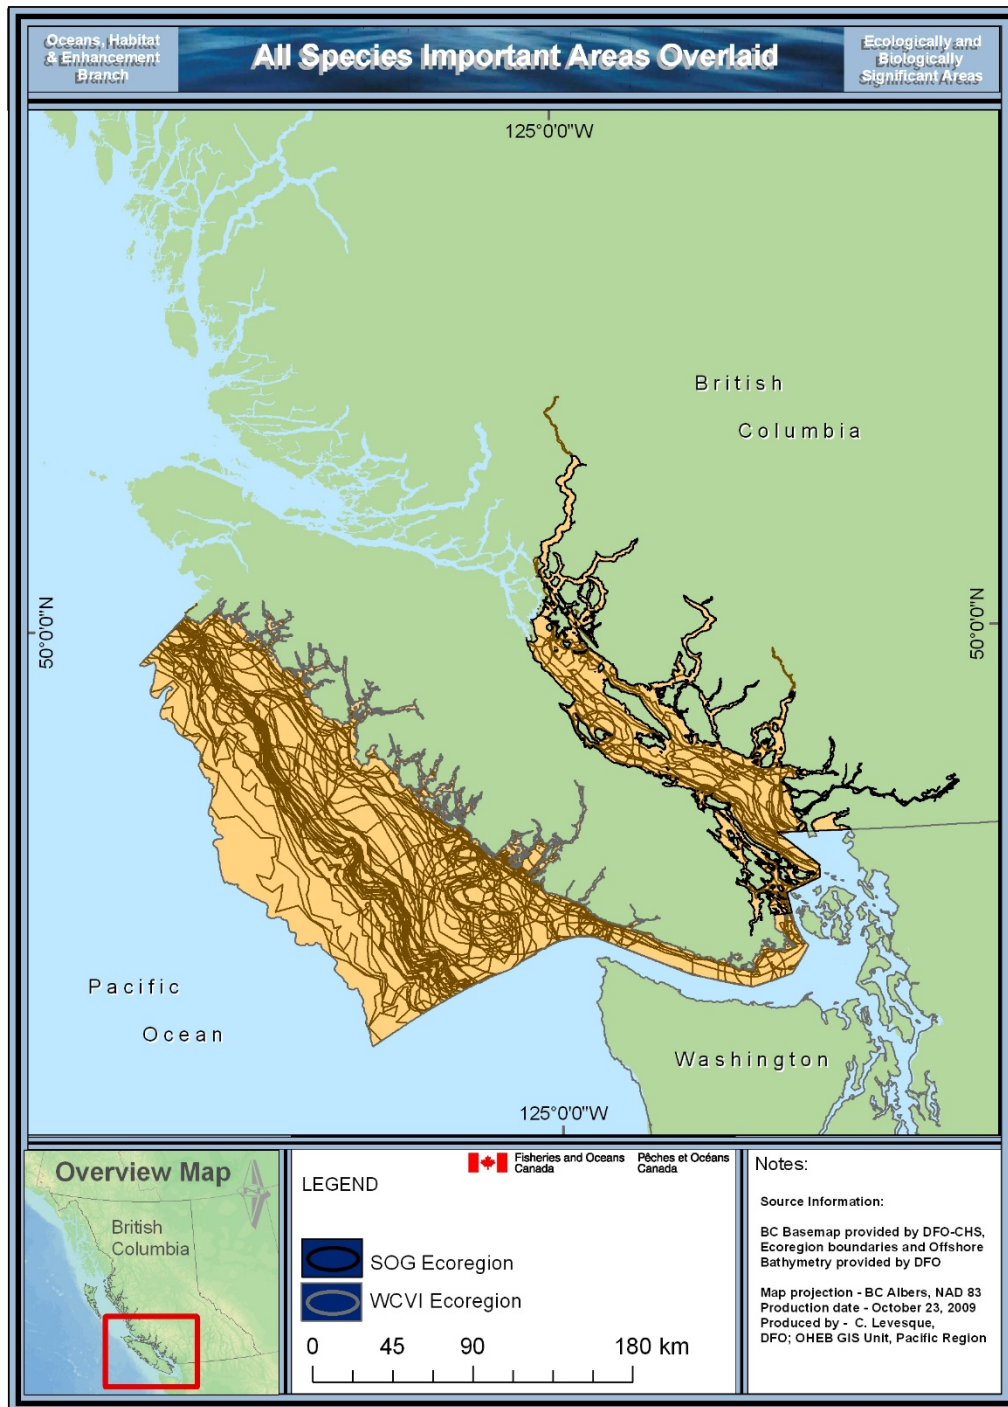 Oceans, Habitat
& Enhancement
Branch
All Species Important Areas Overlaid
Ecologically and
Biologically
Significant Areas
125°0'0"W
British
Columbia
50°0'0"N
50°0'0"N
Pacific
Ocean
Washington
125°0'0"W
Overview Map
British
Columbia
Fisheries and Oceans
Canada
Pêches et Océans
Canada
LEGEND
SOG Ecoregion
WCVI Ecoregion
0 45 90 180 km
Notes:
Source Information:
BC Basemap provided by DFO-CHS,
Ecoregion boundaries and Offshore
Bathymetry provided by DFO
Map projection - BC Albers, NAD 83
Production date - October 23, 2009
Produced by - C. Levesque,
DFO; OHEB GIS Unit, Pacific Region